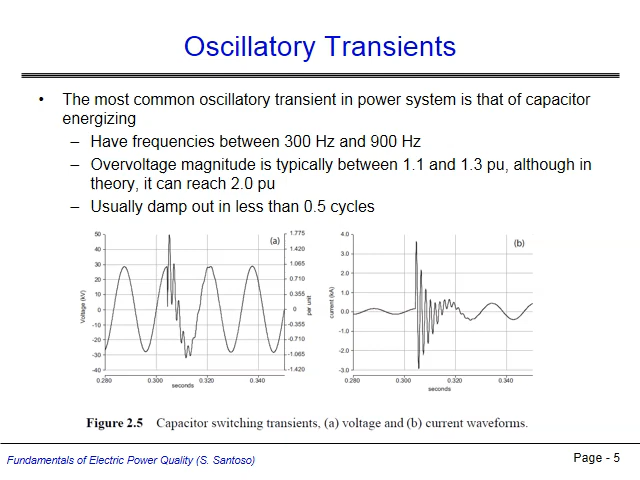 Oscillatory Transients
• The most common oscillatory transient in power system is that of capacitor
energizing
– Have frequencies between 300 Hz and 900 Hz
– Overvoltage magnitude is typically between 1.1 and 1.3 pu, although in
theory, it can reach 2.0 pu
– Usually damp out in less than 0.5 cycles
(a)
50
40
30
20
10
0
-10
-20
-30
-40
Voltage (kV)
1.775
1.420
1.065
0.710
0.355
0
-0.355
-0.710
-1.065
-1.420
per unit
0.280 0.300 0.320 0.340
seconds
(b)
4.0
3.0
2.0
1.0
0.0
-1.0
-2.0
-3.0
current (kA)
0.280 0.300 0.320 0.340
seconds
Figure 2.5 Capacitor switching transients, (a) voltage and (b) current waveforms.
Fundamentals of Electric Power Quality (S. Santoso)
Page - 5